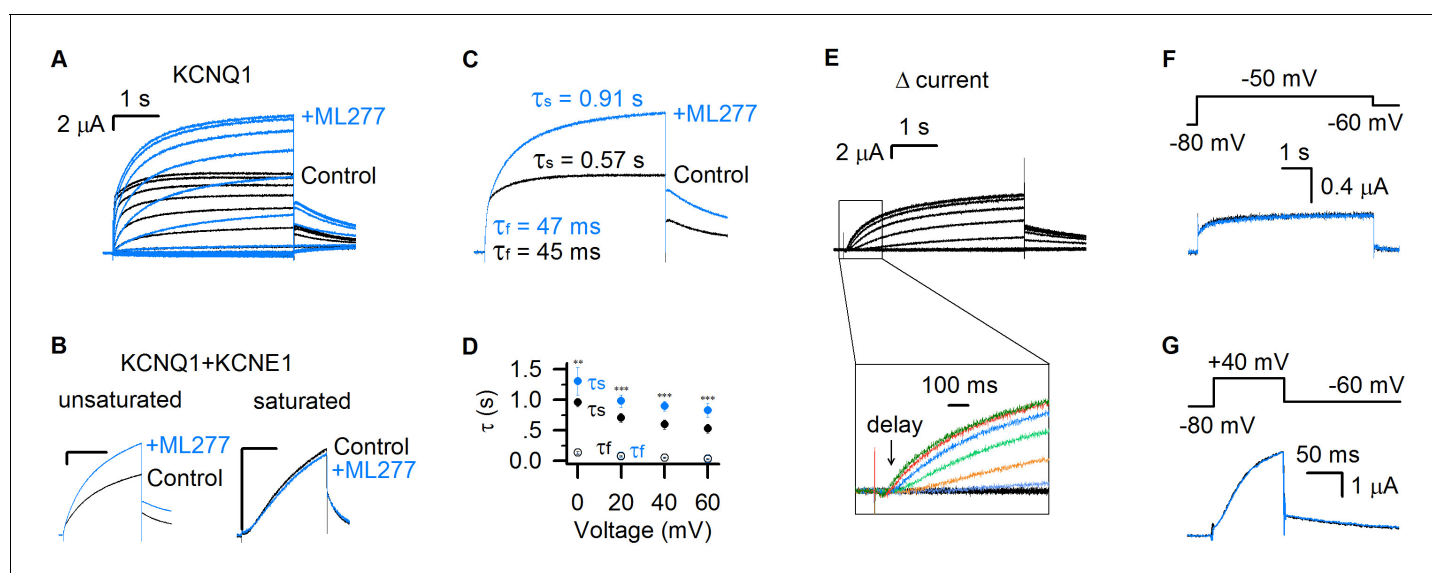 A
KCNQ1
1 s
2 μA
+ML277
Control
B
KCNQ1+KCNE1
unsaturated
saturated
+ML277
Control
Control
+ML277
C
τs = 0.91 s
+ML277
τs = 0.57 s
Control
τf = 47 ms
τf = 45 ms
D
τ (s)
1.5
1.0
.5
0.0
**
***
***
***
τs
τs
τf
τf
0 20 40 60
Voltage (mV)
E
Δ current
1 s
2 μA
100 ms
delay
F
-50 mV
-80 mV
-60 mV
1 s
0.4 μA
G
+40 mV
-60 mV
-80 mV
50 ms
1 μA